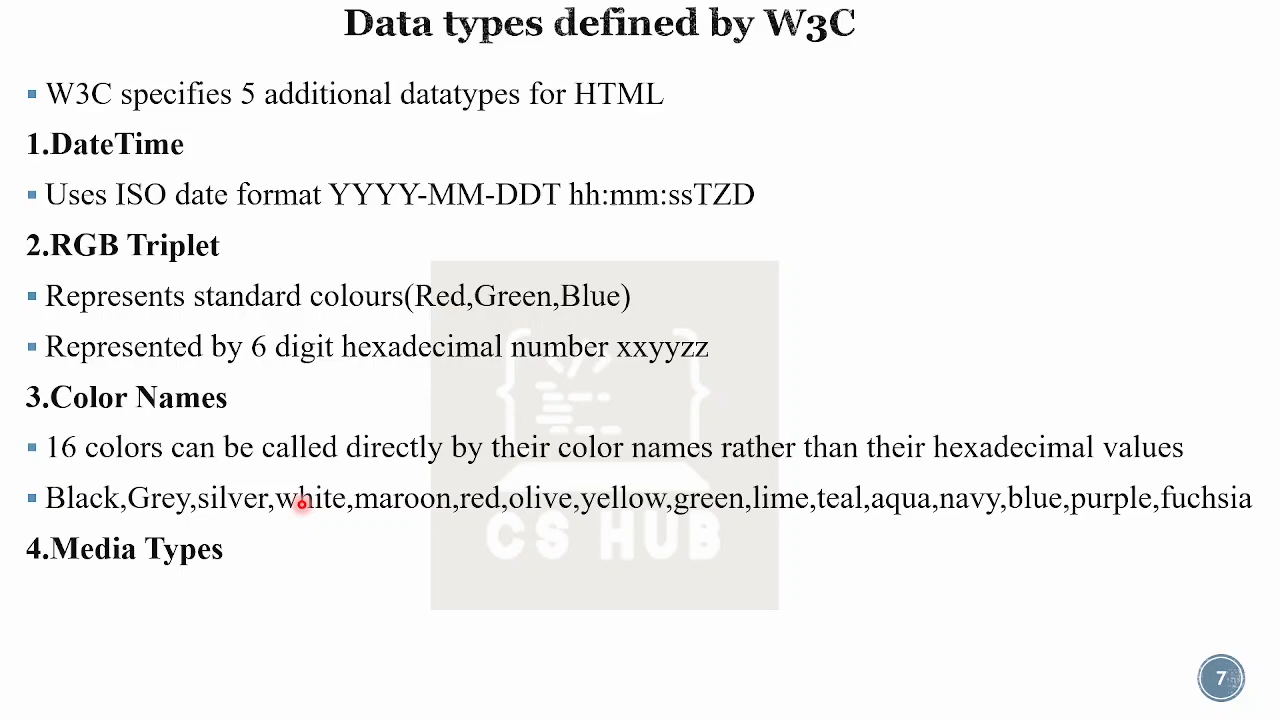 Data types defined by W3C
W3C specifies 5 additional datatypes for HTML
1.DateTime
Uses ISO date format YYYY-MM-DDT hh:mm:ssTZD
2.RGB Triplet
Represents standard colours(Red,Green,Blue)
Represented by 6 digit hexadecimal number xxyyzz
3.Color Names
16 colors can be called directly by their color names rather than their hexadecimal values
Black,Grey,silver,white,maroon,red,olive,yellow,green,lime,teal,aqua,navy,blue,purple,fuchsia
CS HUB
4.Media Types
7